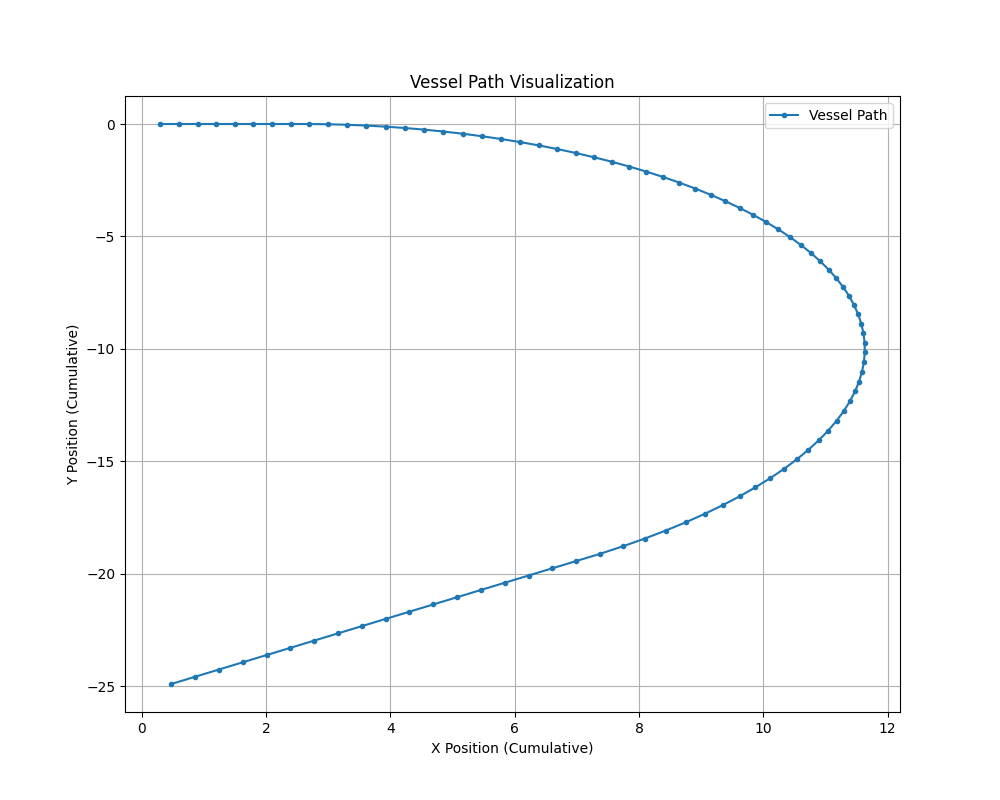 Vessel Path Visualization
Vessel Path
0
−5
−10
−15
−20
−25
Y Position (Cumulative)
0 2 4 6 8 10 12
X Position (Cumulative)